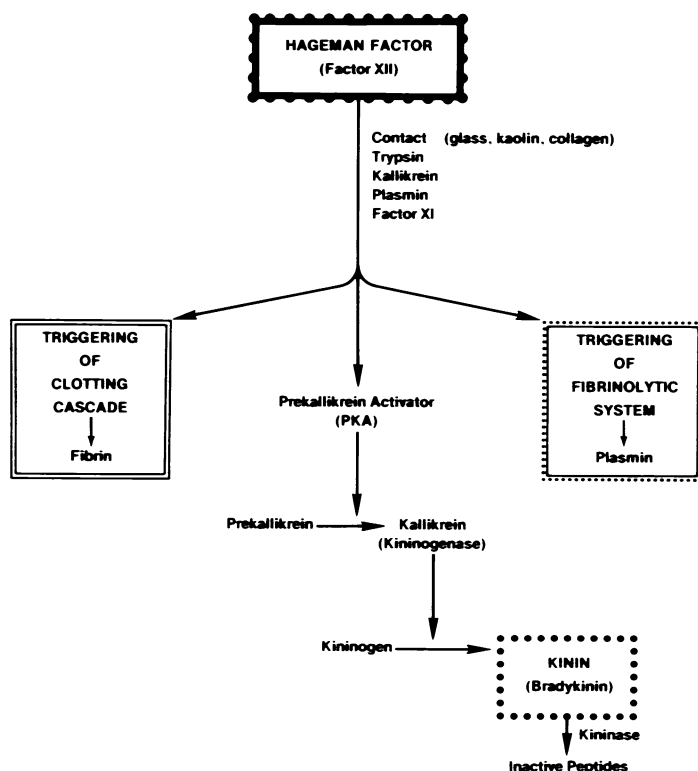 HAGEMAN FACTOR
(Factor XII)
Contact (glass, kaolin, collagen)
Trypsin
Kallikrein
Plasmin
Factor XI
TRIGGERING
OF
CLOTTING
CASCADE
Fibrin
Prekallikrein Activator
(PKA)
TRIGGERING
OF
FIBRINOLYTIC
SYSTEM
Plasmin
Prekallikrein
Kallikrein
(Kininogenase)
Kininogen
KININ
(Bradykinin)
Kininase
Inactive Peptides